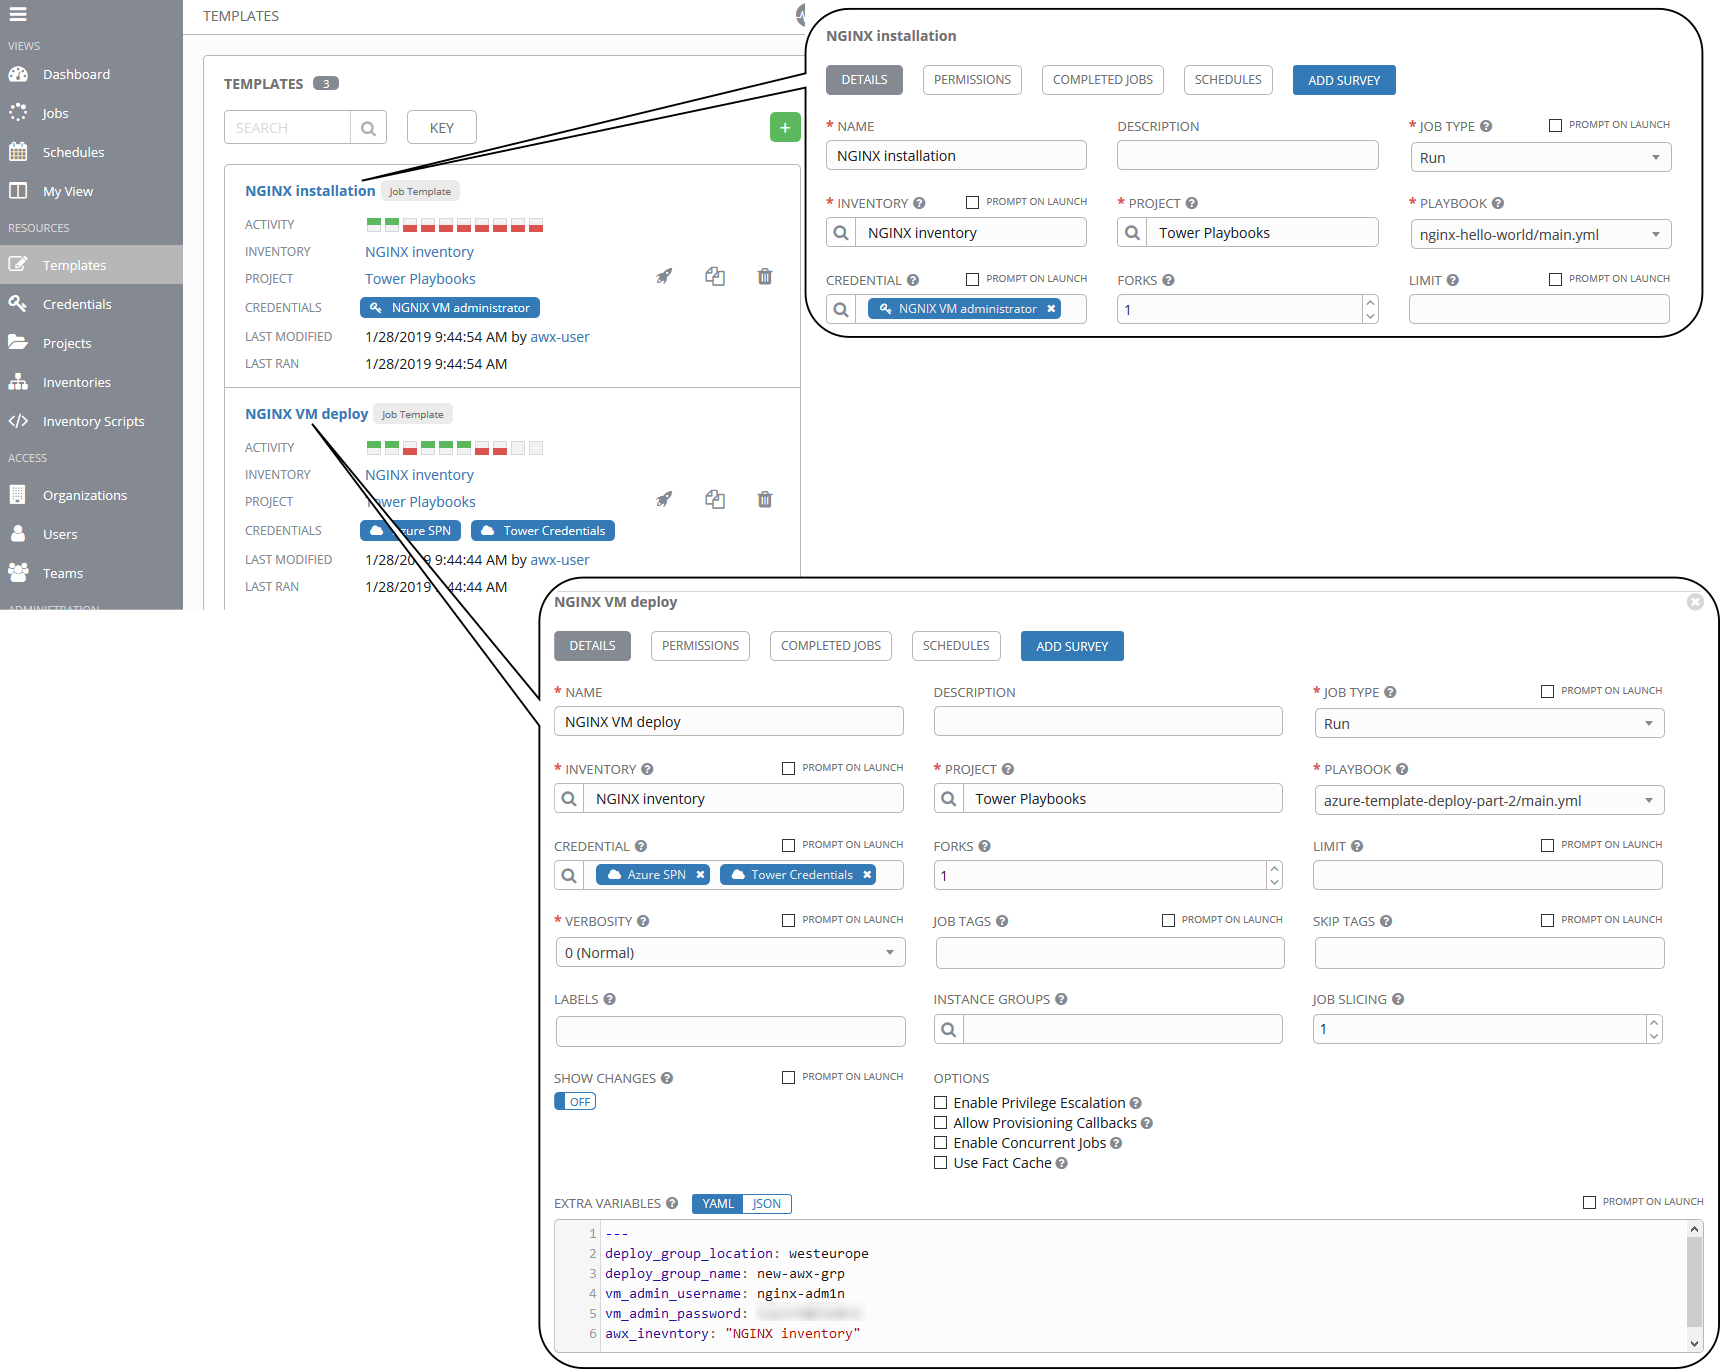 VIEWS
Dashboard
Jobs
Schedules
My View
RESOURCES
Templates
Credentials
Projects
Inventories
Inventory Scripts
ACCESS
Organizations
Users
Teams
ADMINISTRATION
TEMPLATES
TEMPLATES 3
SEARCH KEY +
NGINX installation Job Template
ACTIVITY
INVENTORY NGINX inventory
PROJECT Tower Playbooks
CREDENTIALS NGNIX VM administrator
LAST MODIFIED 1/28/2019 9:44:54 AM by awx-user
LAST RAN 1/28/2019 9:44:54 AM
NGINX VM deploy Job Template
ACTIVITY
INVENTORY NGINX inventory
PROJECT Tower Playbooks
CREDENTIALS Azure SPN Tower Credentials
LAST MODIFIED 1/28/2019 9:44:44 AM by awx-user
LAST RAN 1/28/2019 9:44:44 AM
NGINX installation
DETAILS PERMISSIONS COMPLETED JOBS SCHEDULES ADD SURVEY
* NAME DESCRIPTION * JOB TYPE ? PROMPT ON LAUNCH
NGINX installation Run
* INVENTORY ? PROMPT ON LAUNCH * PROJECT ? * PLAYBOOK ?
NGINX inventory Tower Playbooks nginx-hello-world/main.yml
CREDENTIAL ? PROMPT ON LAUNCH FORKS ? LIMIT ? PROMPT ON LAUNCH
NGNIX VM administrator × 1
NGINX VM deploy
DETAILS PERMISSIONS COMPLETED JOBS SCHEDULES ADD SURVEY
* NAME DESCRIPTION * JOB TYPE ? PROMPT ON LAUNCH
NGINX VM deploy Run
* INVENTORY ? PROMPT ON LAUNCH * PROJECT ? * PLAYBOOK ?
NGINX inventory Tower Playbooks azure-template-deploy-part-2/main.yml
CREDENTIAL ? PROMPT ON LAUNCH FORKS ? LIMIT ? PROMPT ON LAUNCH
Azure SPN × Tower Credentials × 1
* VERBOSITY ? PROMPT ON LAUNCH JOB TAGS ? PROMPT ON LAUNCH SKIP TAGS ? PROMPT ON LAUNCH
0 (Normal)
LABELS ? INSTANCE GROUPS ? JOB SLICING ?
1
SHOW CHANGES ? PROMPT ON LAUNCH OPTIONS
OFF
Enable Privilege Escalation ?
Allow Provisioning Callbacks ?
Enable Concurrent Jobs ?
Use Fact Cache ?
EXTRA VARIABLES ? YAML JSON PROMPT ON LAUNCH
1 ---
2 deploy_group_location: westeurope
3 deploy_group_name: new-awx-grp
4 vm_admin_username: nginx-adm1n
5 vm_admin_password:
6 awx_inevntory: "NGINX inventory"